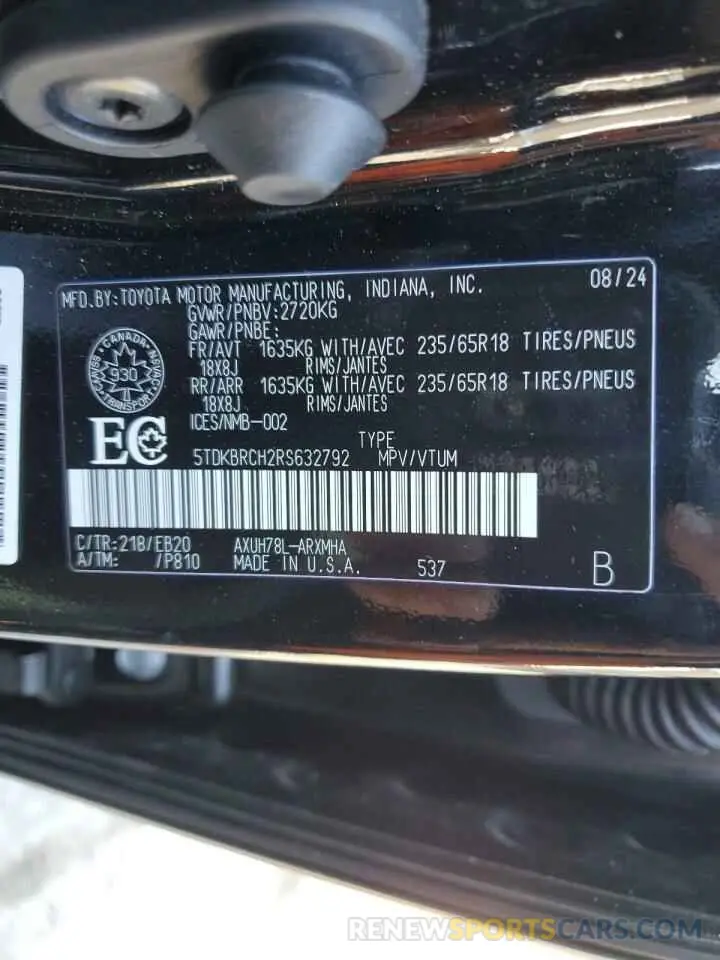 MFD.BY:TOYOTA MOTOR MANUFACTURING, INDIANA, INC. 08/24
GVWR/PNBV:2720KG
GAWR/PNBE:
FR/AVT 1635KG WITH/AVEC 235/65R18 TIRES/PNEUS
18X8J RIMS/JANTES
RR/ARR 1635KG WITH/AVEC 235/65R18 TIRES/PNEUS
18X8J RIMS/JANTES
ICES/NMB-002
CANADA
930
TRANSPORT
EC
TYPE
5TDKBRCH2RS632792 MPV/VTUM
C/TR:218/EB20 AXUH78L-ARXMHA
A/TM: /P810 MADE IN U.S.A. 537 B
RENEWSPORTSCARS.COM